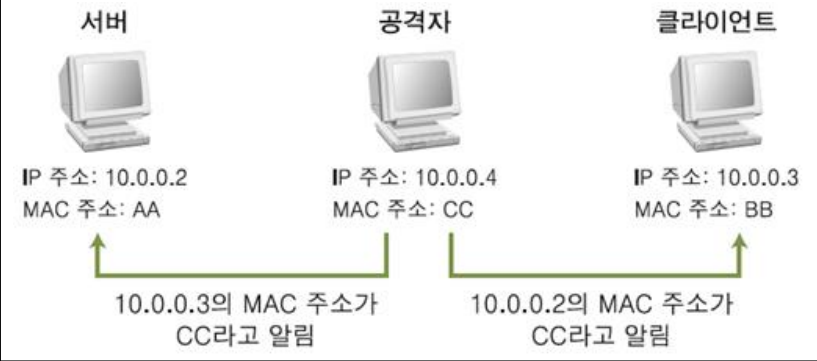 서버
공격자
클라이언트
IP 주소: 10.0.0.2
MAC 주소: AA
IP 주소: 10.0.0.4
MAC 주소: CC
IP 주소: 10.0.0.3
MAC 주소: BB
10.0.0.3의 MAC 주소가
CC라고 알림
10.0.0.2의 MAC 주소가
CC라고 알림